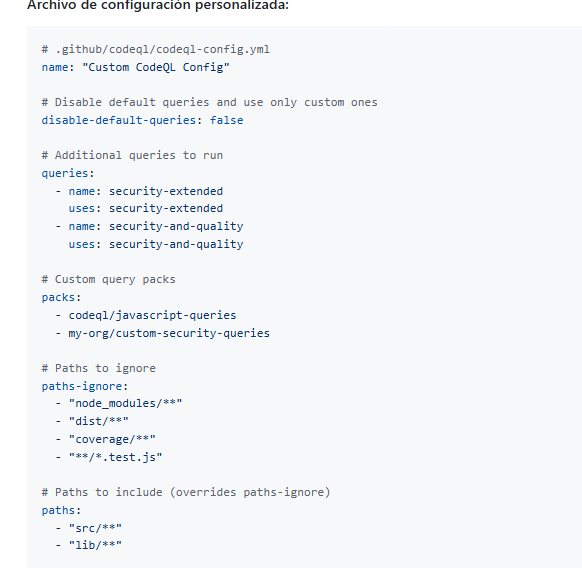 Archivo de configuración personalizada:
# .github/codeql/codeql-config.yml
name: "Custom CodeQL Config"
# Disable default queries and use only custom ones
disable-default-queries: false
# Additional queries to run
queries:
  - name: security-extended
    uses: security-extended
  - name: security-and-quality
    uses: security-and-quality
# Custom query packs
packs:
  - codeql/javascript-queries
  - my-org/custom-security-queries
# Paths to ignore
paths-ignore:
  - "node_modules/**"
  - "dist/**"
  - "coverage/**"
  - "**/*.test.js"
# Paths to include (overrides paths-ignore)
paths:
  - "src/**"
  - "lib/**"